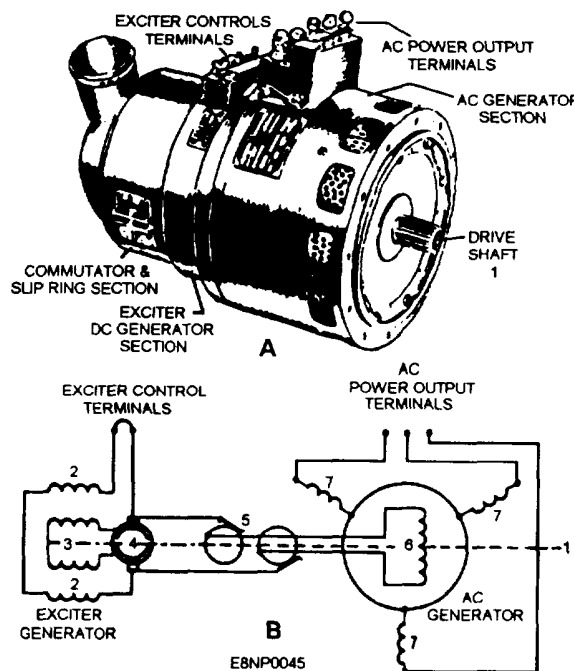 EXCITER CONTROLS
TERMINALS
AC POWER OUTPUT
TERMINALS
AC GENERATOR
SECTION
DRIVE
SHAFT
1
COMMUTATOR &
SLIP RING SECTION
EXCITER
DC GENERATOR
SECTION
A
EXCITER CONTROL
TERMINALS
AC
POWER OUTPUT
TERMINALS
2
7
7
5
3
4
6
1
2
EXCITER
GENERATOR
AC
GENERATOR
7
B
E8NP0045